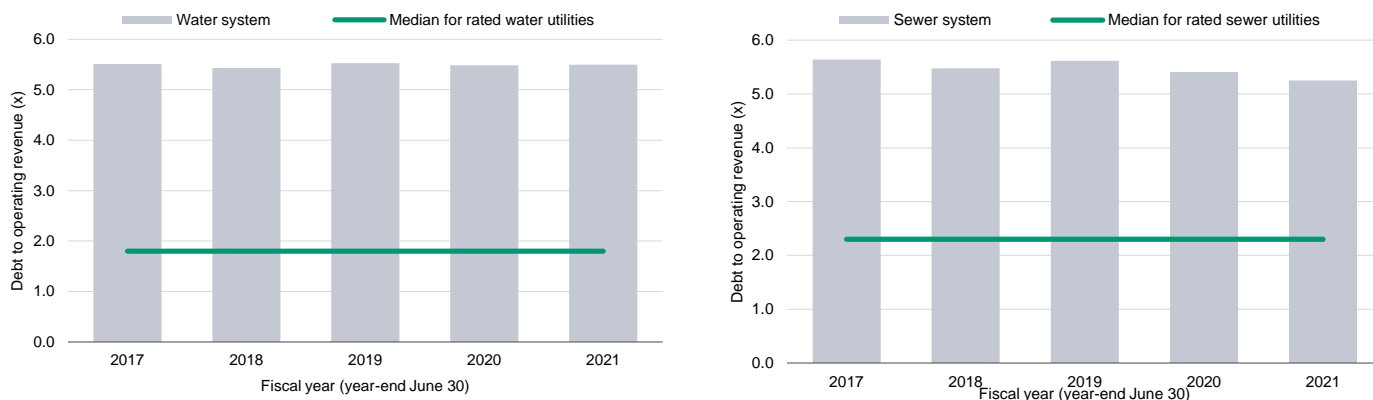 Water system
Median for rated water utilities
Debt to operating revenue (x)
6.0
5.0
4.0
3.0
2.0
1.0
0.0
2017 2018 2019 2020 2021
Fiscal year (year-end June 30)
Sewer system
Median for rated sewer utilities
Debt to operating revenue (x)
6.0
5.0
4.0
3.0
2.0
1.0
0.0
2017 2018 2019 2020 2021
Fiscal year (year-end June 30)